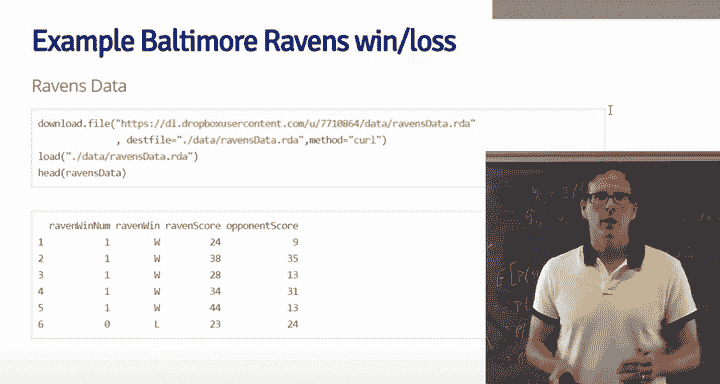 Example Baltimore Ravens win/loss
Ravens Data
download.file("https://dl.dropboxusercontent.com/u/7710864/data/ravensData.rda"
, destfile="./data/ravensData.rda",method="curl")
load("./data/ravensData.rda")
head(ravensData)
ravenWinNum ravenWin ravenScore opponentScore
1 1 W 24 9
2 1 W 38 35
3 1 W 28 13
4 1 W 34 31
5 1 W 44 13
6 0 L 23 24